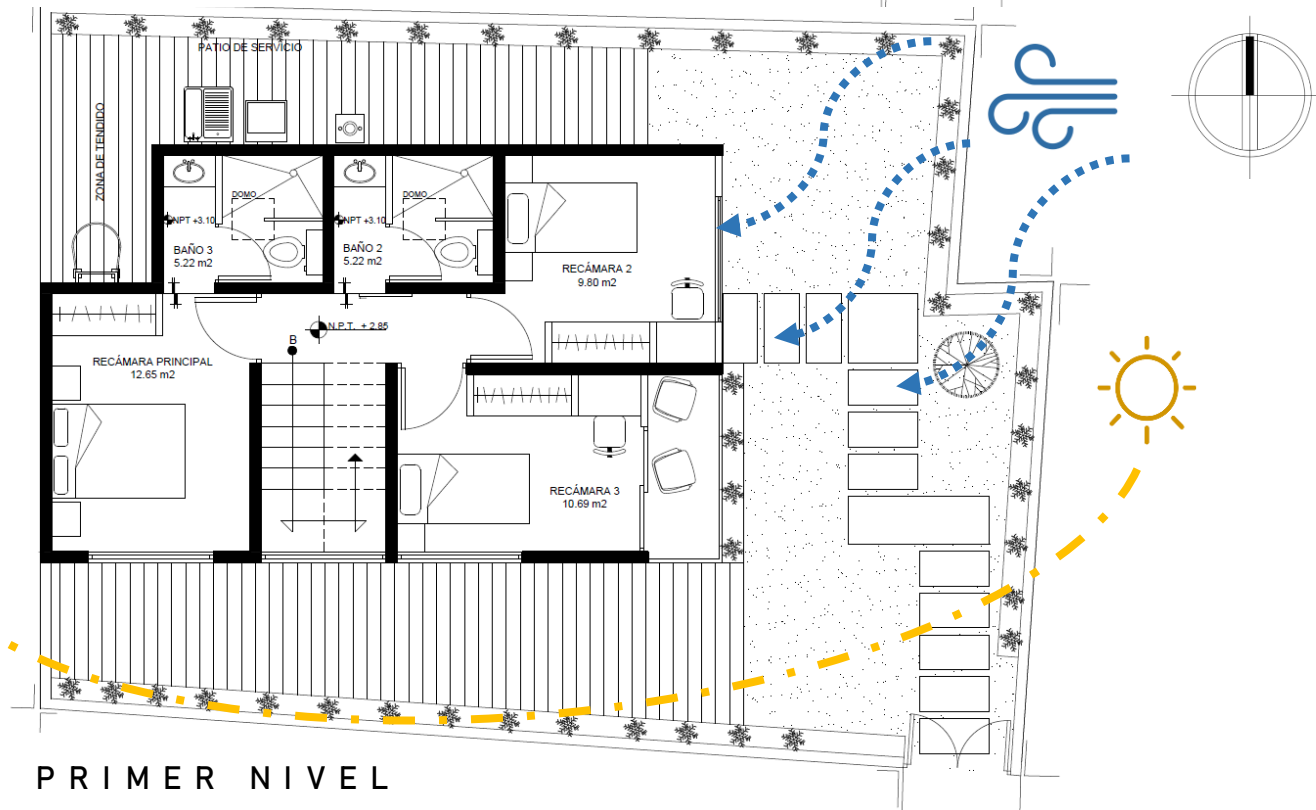 PATIO DE SERVICIO
ZONA DE TENDIDO
DOMO
DOMO
NPT +3.10
NPT +3.10
BAÑO 3
5.22 m2
BAÑO 2
5.22 m2
RECÁMARA 2
9.80 m2
N.P.T. + 2.85
B
RECÁMARA PRINCIPAL
12.65 m2
RECÁMARA 3
10.69 m2
PRIMER NIVEL